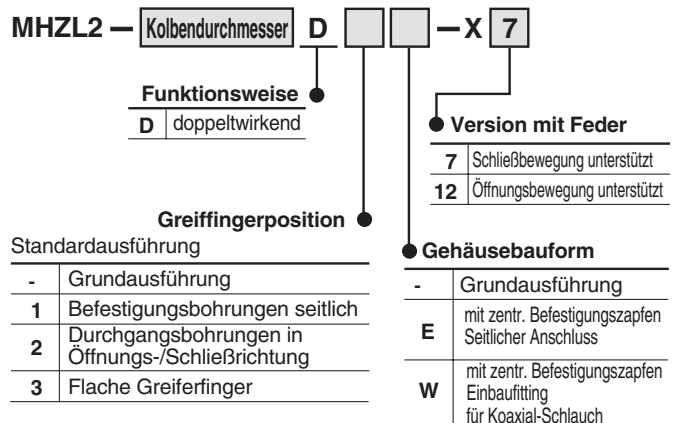 MHZL2 — Kolbendurchmesser D — X 7
Funktionsweise
D doppeltwirkend
Version mit Feder
7 Schließbewegung unterstützt
12 Öffnungsbewegung unterstützt
Greiffingerposition
Standardausführung
- Grundausführung
1 Befestigungsbohrungen seitlich
2 Durchgangsbohrungen in
Öffnungs-/Schließrichtung
3 Flache Greiferfinger
Gehäusebauform
- Grundausführung
E mit zentr. Befestigungszapfen
Seitlicher Anschluss
W mit zentr. Befestigungszapfen
Einbaufitting
für Koaxial-Schlauch